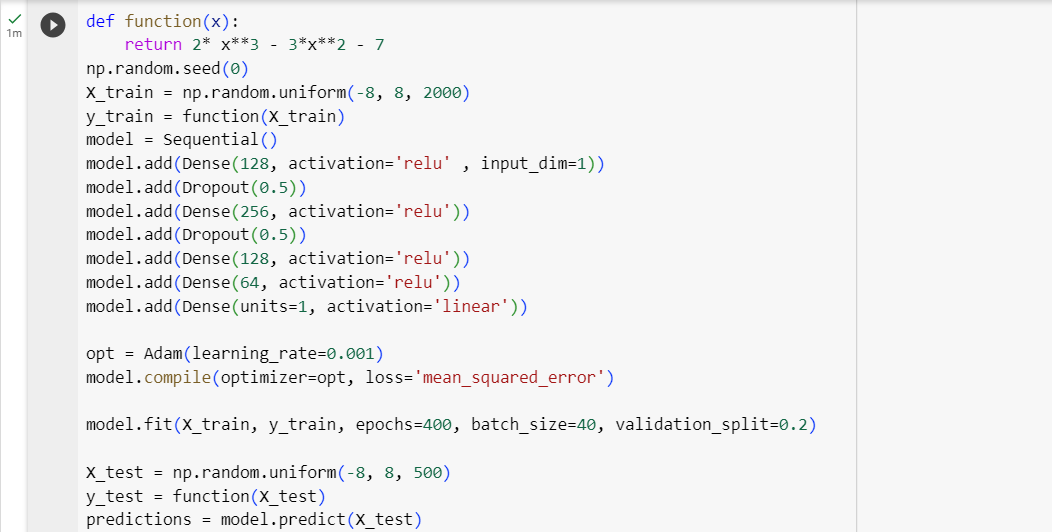 1m
def function(x):
    return 2* x**3 - 3*x**2 - 7
np.random.seed(0)
X_train = np.random.uniform(-8, 8, 2000)
y_train = function(X_train)
model = Sequential()
model.add(Dense(128, activation='relu' , input_dim=1))
model.add(Dropout(0.5))
model.add(Dense(256, activation='relu'))
model.add(Dropout(0.5))
model.add(Dense(128, activation='relu'))
model.add(Dense(64, activation='relu'))
model.add(Dense(units=1, activation='linear'))
opt = Adam(learning_rate=0.001)
model.compile(optimizer=opt, loss='mean_squared_error')
model.fit(X_train, y_train, epochs=400, batch_size=40, validation_split=0.2)
X_test = np.random.uniform(-8, 8, 500)
y_test = function(X_test)
predictions = model.predict(X_test)